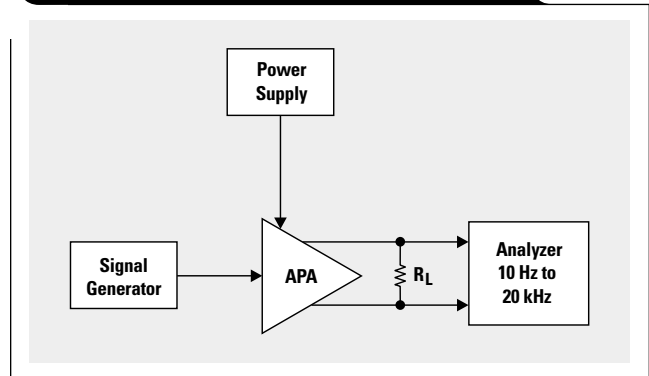 Power
Supply
Signal
Generator
APA
RL
Analyzer
10 Hz to
20 kHz